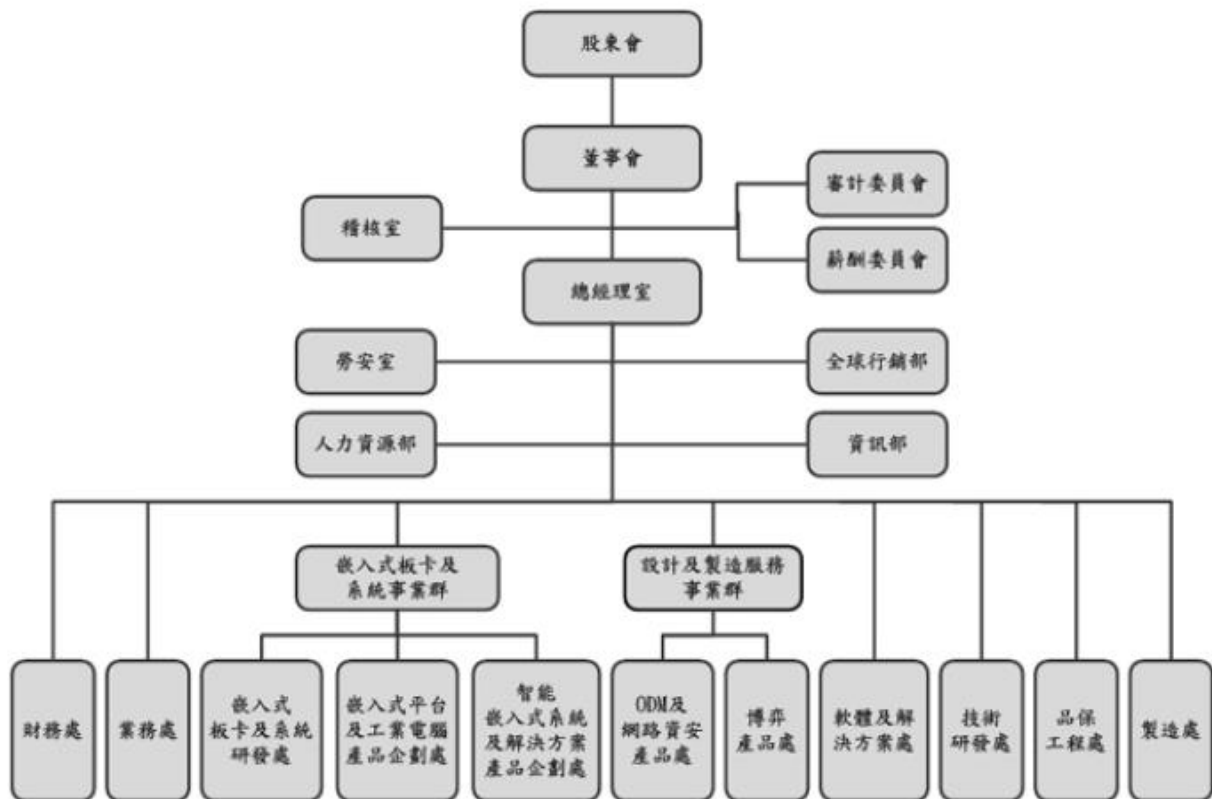 股東會
董事會
審計委員會
稽核室
薪酬委員會
總經理室
勞安室
全球行銷部
人力資源部
資訊部
嵌入式板卡及
系統事業群
設計及製造服務
事業群
財務處
業務處
嵌入式
板卡及系統
研發處
嵌入式平台
及工業電腦
產品企劃處
智能
嵌入式系統
及解決方案
產品企劃處
ODM及
網路資安
產品處
博弈
產品處
軟體及解
決方案處
技術
研發處
品保
工程處
製造處